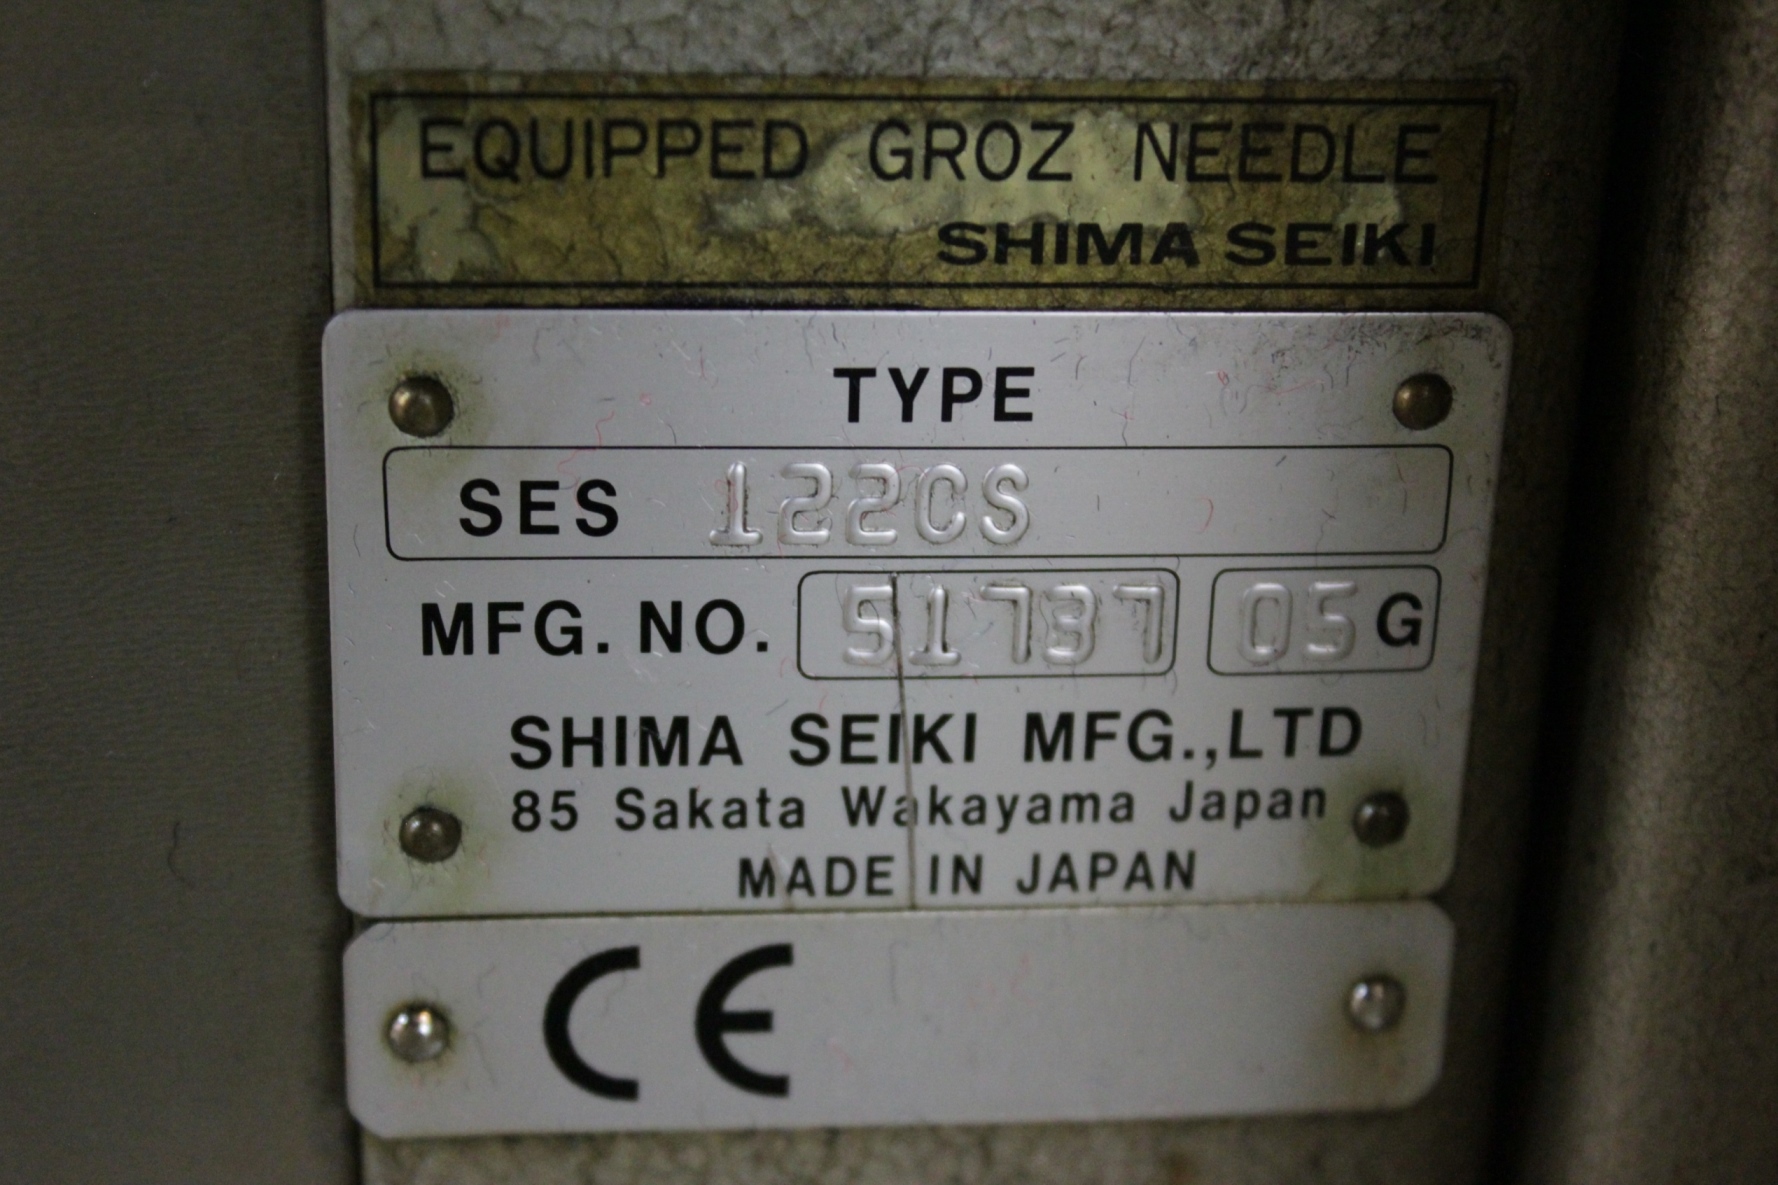 EQUIPPED GROZ NEEDLE
SHIMA SEIKI
TYPE
SES 122CS
MFG. NO. 51737 05 G
SHIMA SEIKI MFG.,LTD
85 Sakata Wakayama Japan
MADE IN JAPAN
CE